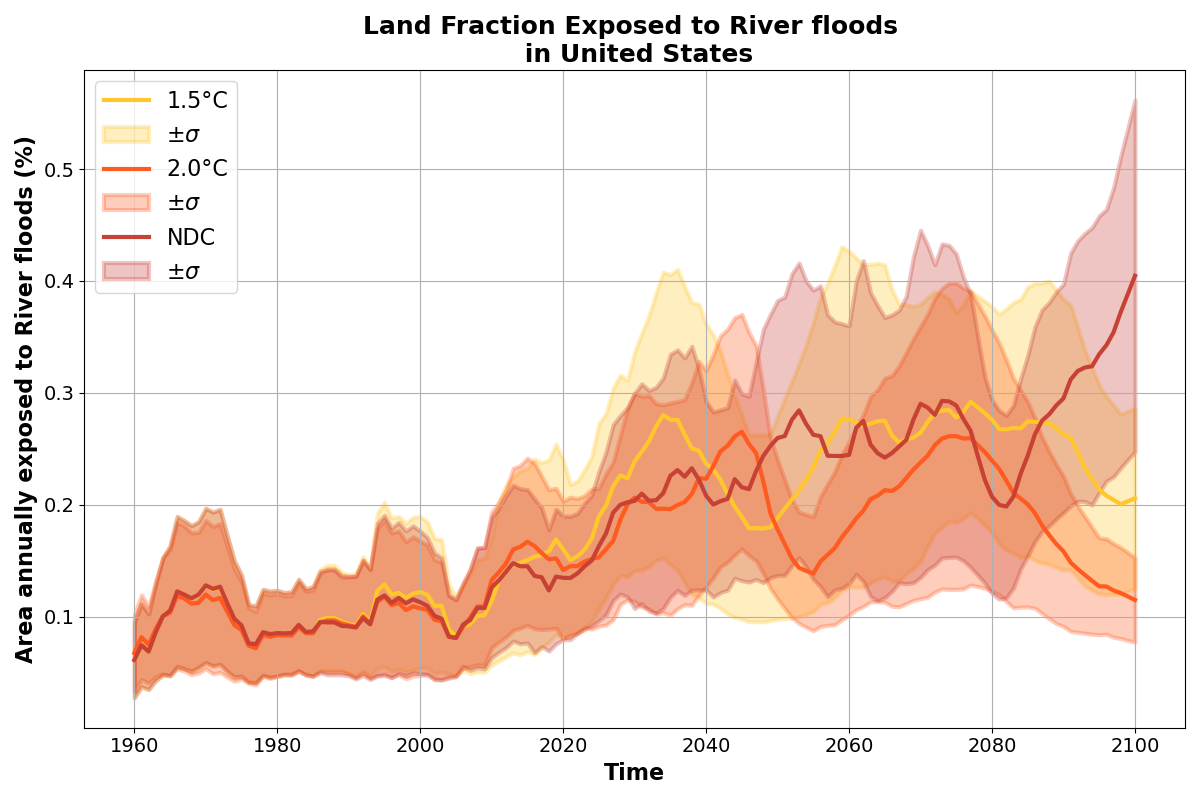 Land Fraction Exposed to River floods
in United States
Area annually exposed to River floods (%)
1.5°C
±σ
2.0°C
±σ
NDC
±σ
0.5
0.4
0.3
0.2
0.1
1960
1980
2000
2020
2040
2060
2080
2100
Time